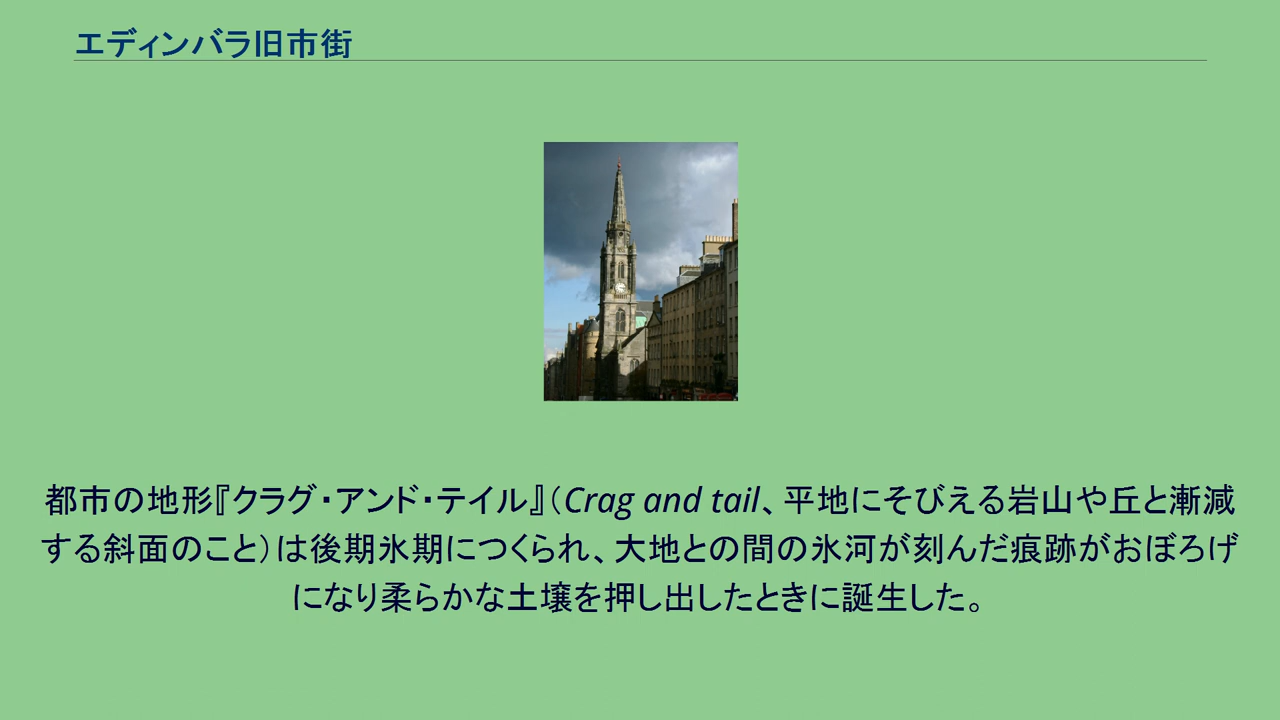 エディンバラ旧市街
都市の地形『クラグ・アンド・テイル』（Crag and tail、平地にそびえる岩山や丘と漸減
する斜面のこと）は後期氷期につくられ、大地との間の氷河が刻んだ痕跡がおぼろげ
になり柔らかな土壌を押し出したときに誕生した。